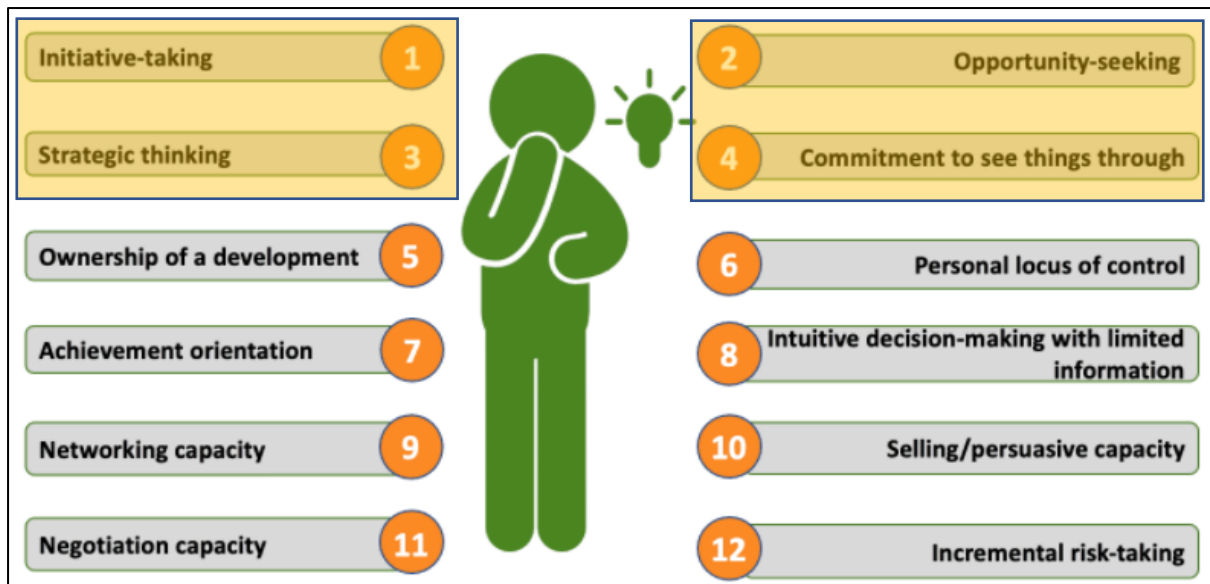 Initiative-taking 1
2 Opportunity-seeking
Strategic thinking 3
4 Commitment to see things through
Ownership of a development 5
6 Personal locus of control
Achievement orientation 7
8 Intuitive decision-making with limited
information
Networking capacity 9
10 Selling/persuasive capacity
Negotiation capacity 11
12 Incremental risk-taking